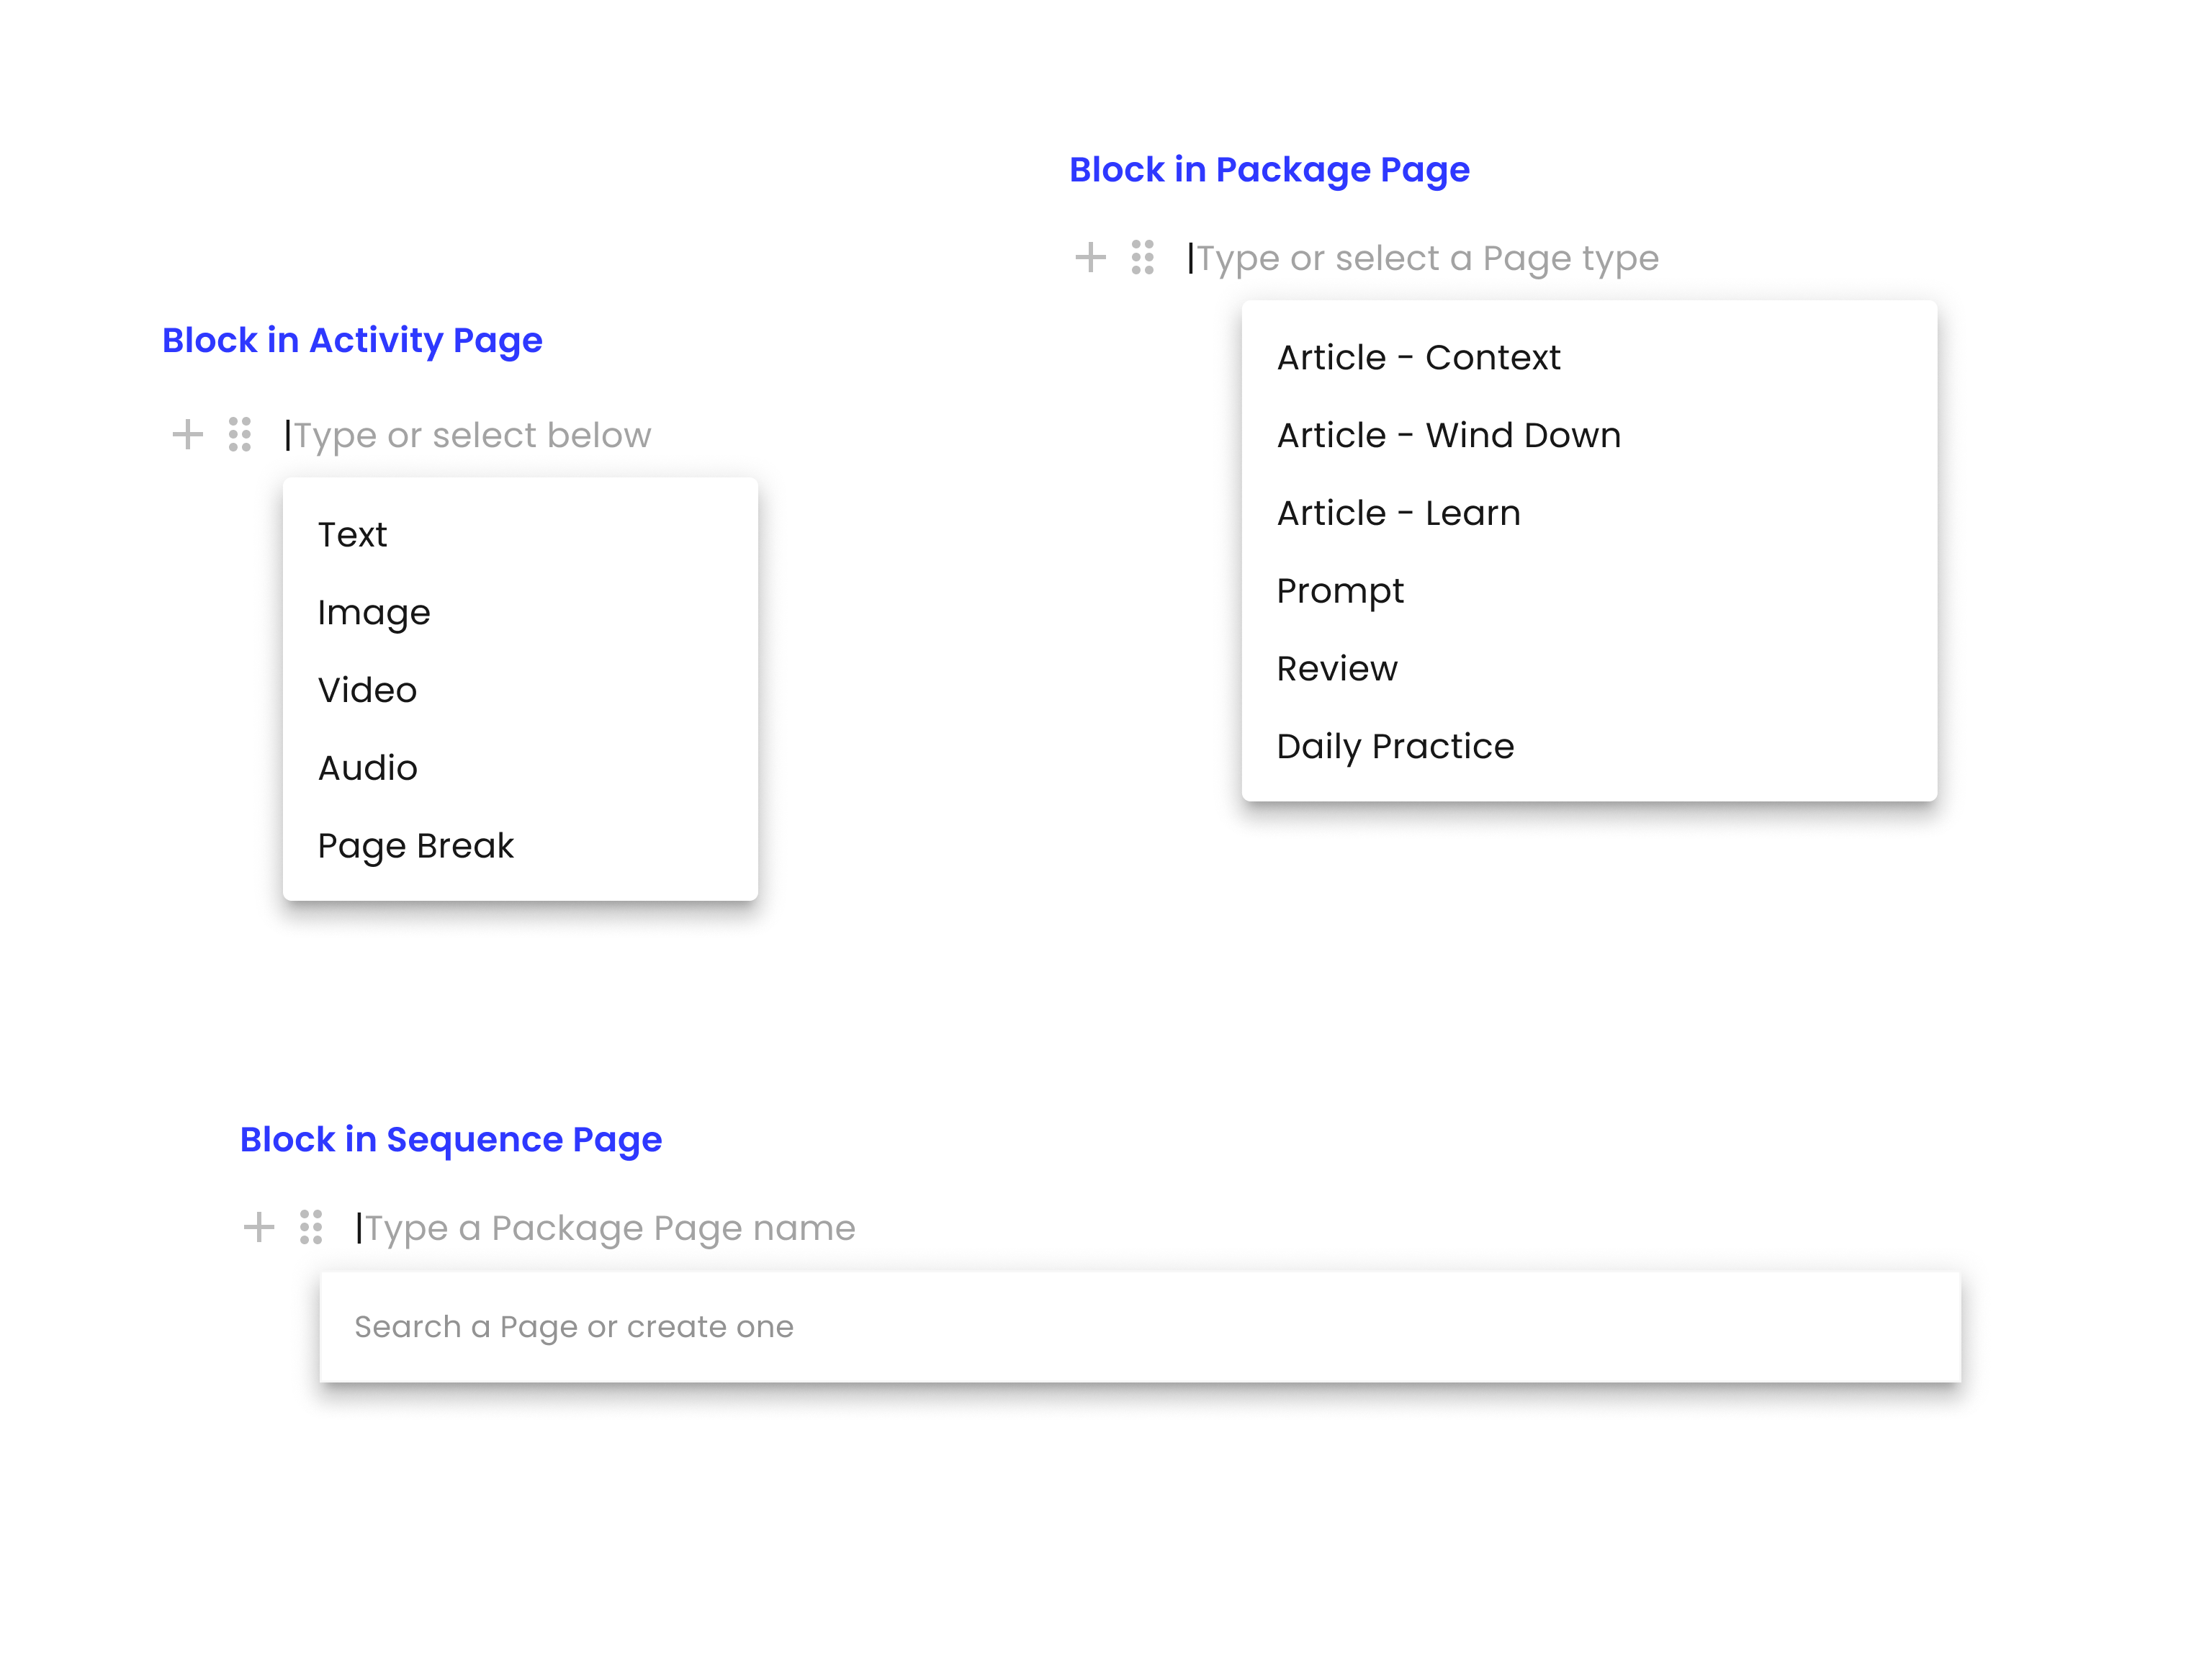 Block in Activity Page
Type or select below
Text
Image
Video
Audio
Page Break
Block in Package Page
Type or select a Page type
Article - Context
Article - Wind Down
Article - Learn
Prompt
Review
Daily Practice
Block in Sequence Page
Type a Package Page name
Search a Page or create one